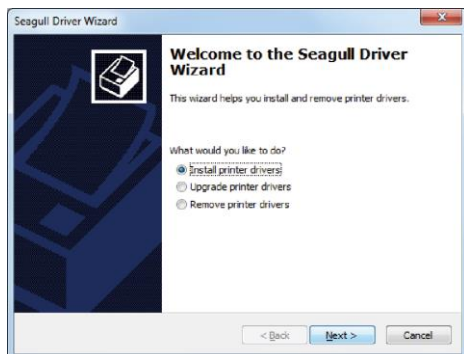 Seagull Driver Wizard
Welcome to the Seagull Driver
Wizard
This wizard helps you install and remove printer drivers.
What would you like to do?
Install printer drivers
Upgrade printer drivers
Remove printer drivers
< Back
Next >
Cancel